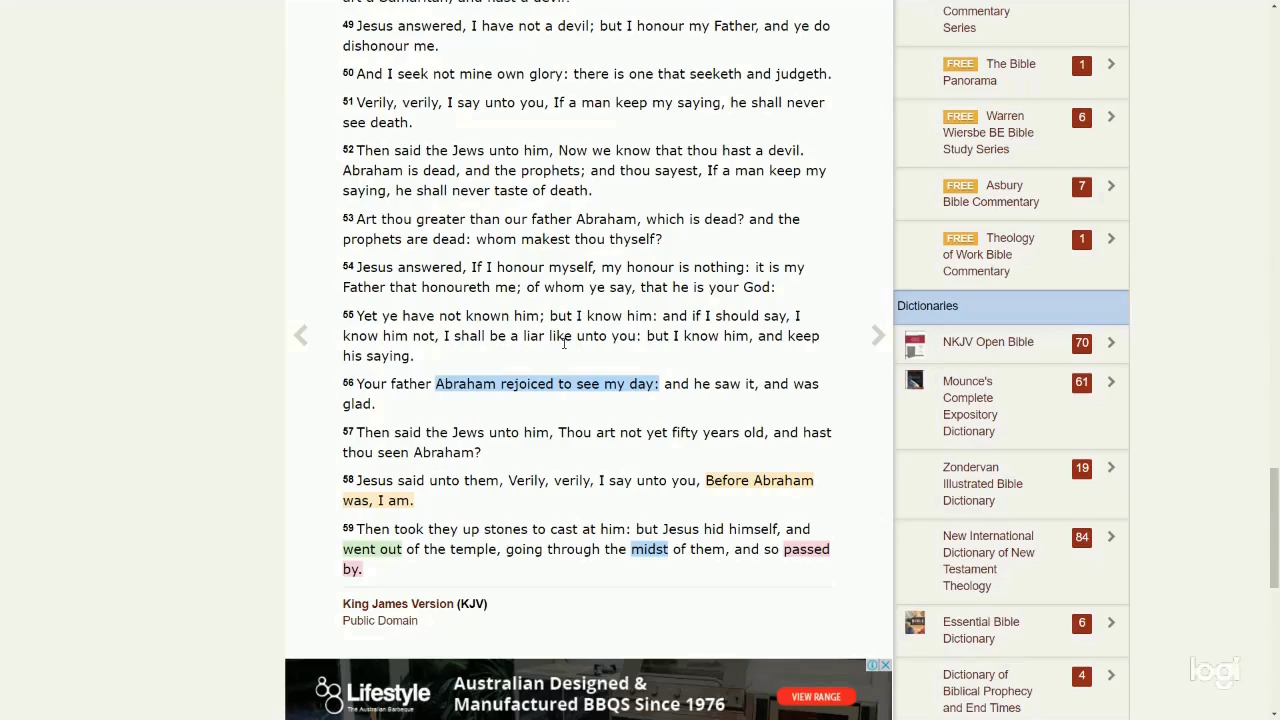 art a Samaritan, and hast a devil?
49 Jesus answered, I have not a devil; but I honour my Father, and ye do
dishonour me.
50 And I seek not mine own glory: there is one that seeketh and judgeth.
51 Verily, verily, I say unto you, If a man keep my saying, he shall never
see death.
52 Then said the Jews unto him, Now we know that thou hast a devil.
Abraham is dead, and the prophets; and thou sayest, If a man keep my
saying, he shall never taste of death.
53 Art thou greater than our father Abraham, which is dead? and the
prophets are dead: whom makest thou thyself?
54 Jesus answered, If I honour myself, my honour is nothing: it is my
Father that honoureth me; of whom ye say, that he is your God:
55 Yet ye have not known him; but I know him: and if I should say, I
know him not, I shall be a liar like unto you: but I know him, and keep
his saying.
56 Your father Abraham rejoiced to see my day: and he saw it, and was
glad.
57 Then said the Jews unto him, Thou art not yet fifty years old, and hast
thou seen Abraham?
58 Jesus said unto them, Verily, verily, I say unto you, Before Abraham
was, I am.
59 Then took they up stones to cast at him: but Jesus hid himself, and
went out of the temple, going through the midst of them, and so passed
by.
King James Version (KJV)
Public Domain
Lifestyle
The Australian Barbeque
Australian Designed &
Manufactured BBQS Since 1976
VIEW RANGE
Commentary
Series
FREE The Bible
Panorama
1
FREE Warren
Wiersbe BE Bible
Study Series
6
FREE Asbury
Bible Commentary
7
FREE Theology
of Work Bible
Commentary
1
Dictionaries
NKJV Open Bible
70
Mounce's
Complete
Expository
Dictionary
61
Zondervan
Illustrated Bible
Dictionary
19
New International
Dictionary of New
Testament
Theology
84
Essential Bible
Dictionary
6
Dictionary of
Biblical Prophecy
and End Times
4
logi